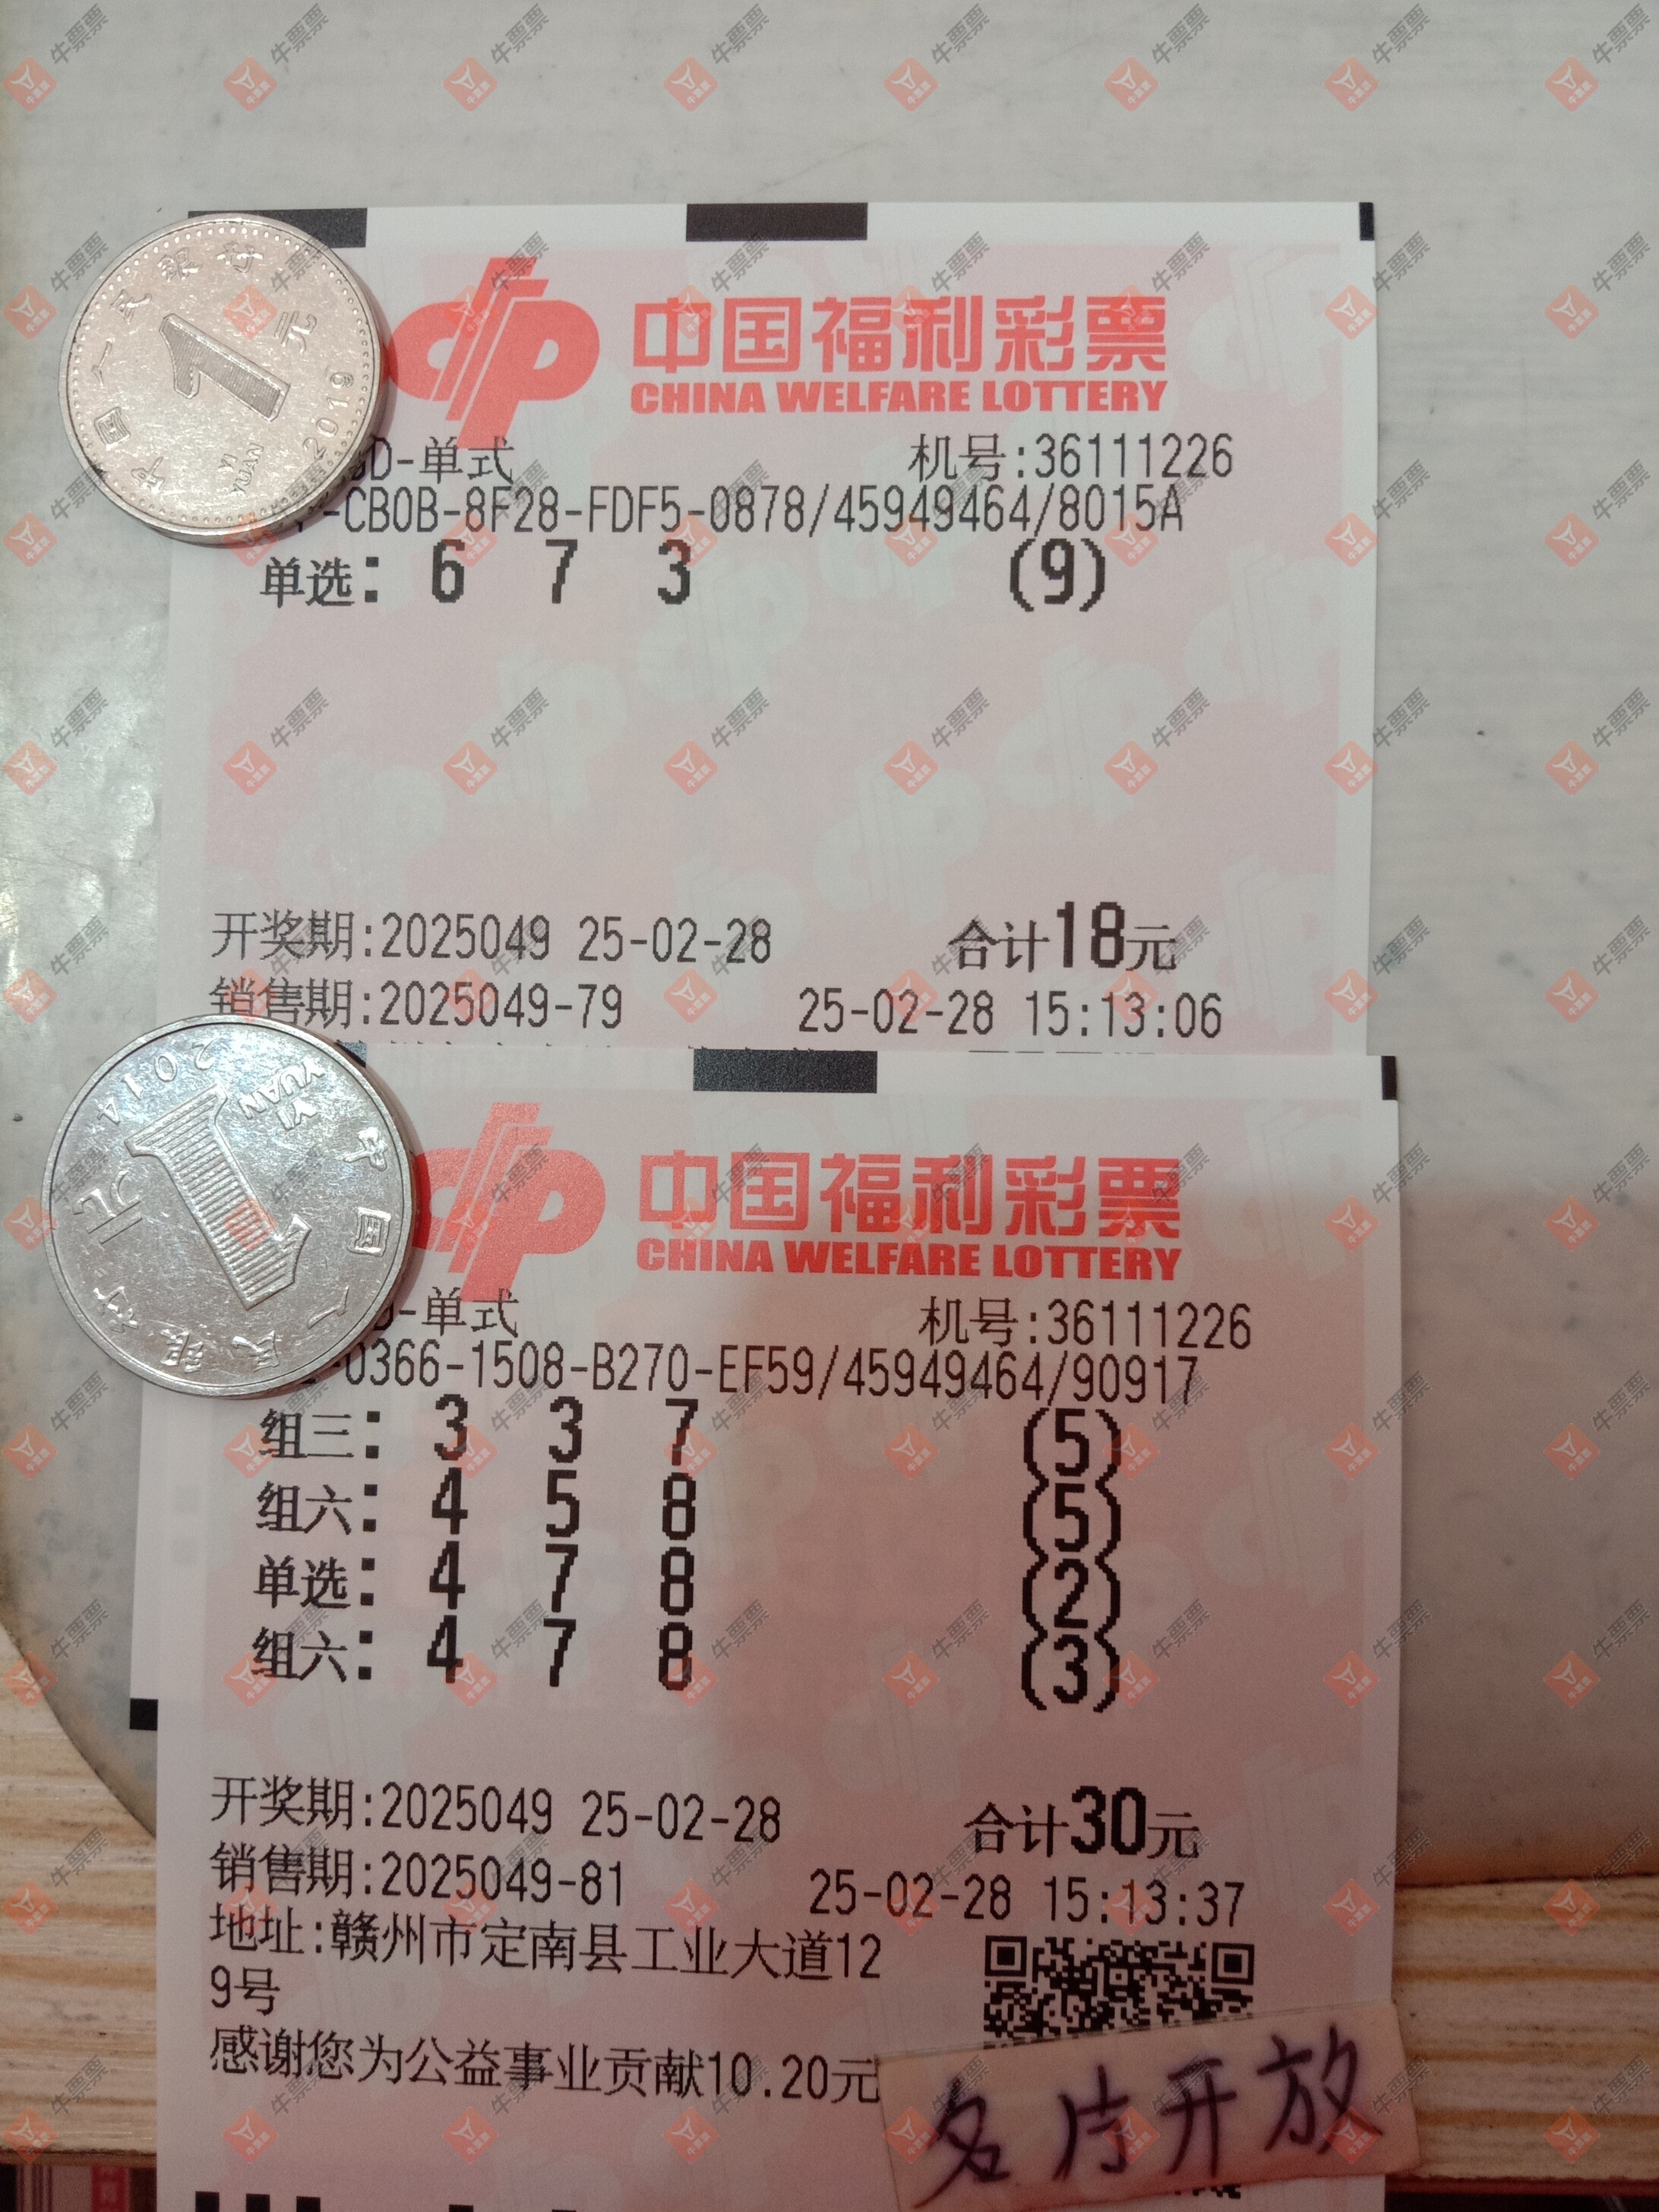 中国福利彩票
CHINA WELFARE LOTTERY
D-单式 机号:36111226
-CB0B-8F28-FDF5-0878/45949464/8015A
单选: 6 7 3 (9)
开奖期:2025049 25-02-28 合计18元
销售期:2025049-79 25-02-28 15:13:06
中国福利彩票
CHINA WELFARE LOTTERY
-单式 机号:36111226
-0366-1508-B270-EF59/45949464/90917
组三: 3 3 7 (5)
组六: 4 5 8 (5)
单选: 4 7 8 (2)
组六: 4 7 8 (3)
开奖期:2025049 25-02-28 合计30元
销售期:2025049-81 25-02-28 15:13:37
地址:赣州市定南县工业大道12
9号
感谢您为公益事业贡献10.20元
名片开放
中国人民银行
1元
YI YUAN
2019
中国人民银行
1元
YI YUAN
2014
牛票票